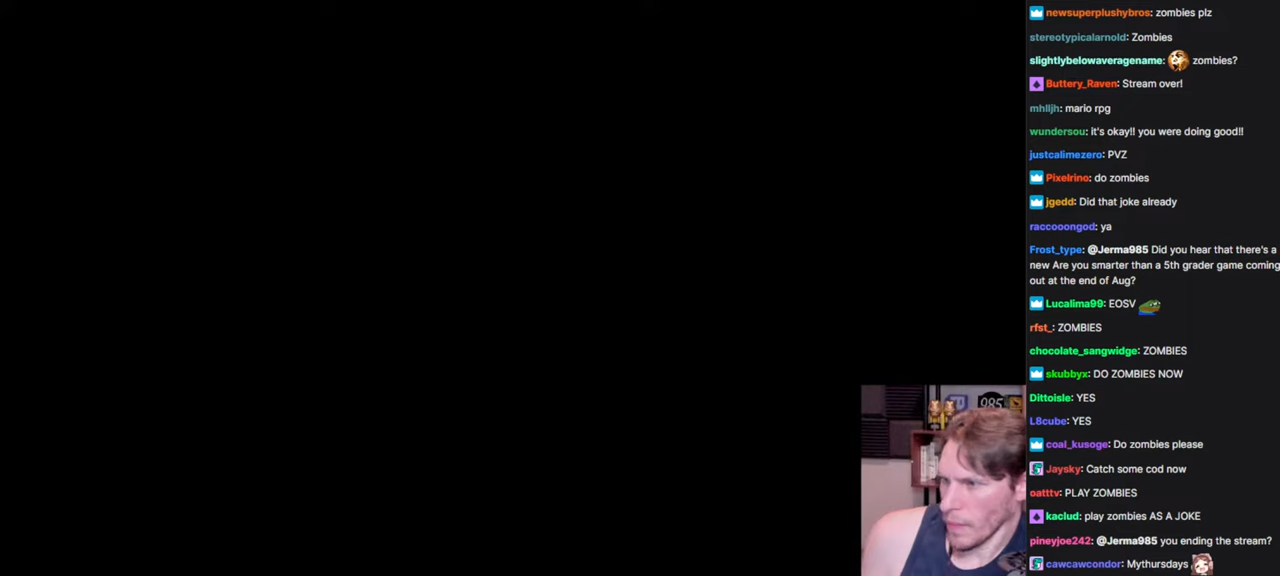 newsuperplushybros: zombies plz
stereotypicalarnold: Zombies
slightlybelowaveragename: zombies?
Buttery_Raven: Stream over!
mhlljh: mario rpg
wundersou: it's okay!! you were doing good!!
justcalimezero: PVZ
Pixelrino: do zombies
jgedd: Did that joke already
raccooongod: ya
Frost_type: @Jerma985 Did you hear that there's a
new Are you smarter than a 5th grader game coming
out at the end of Aug?
Lucalima99: EOSV
rfst_: ZOMBIES
chocolate_sangwidge: ZOMBIES
skubbyx: DO ZOMBIES NOW
Dittoisle: YES
L8cube: YES
coal_kusoge: Do zombies please
Jaysky: Catch some cod now
oatttv: PLAY ZOMBIES
kaclud: play zombies AS A JOKE
pineyjoe242: @Jerma985 you ending the stream?
cawcawcondor: Mythursdays
985